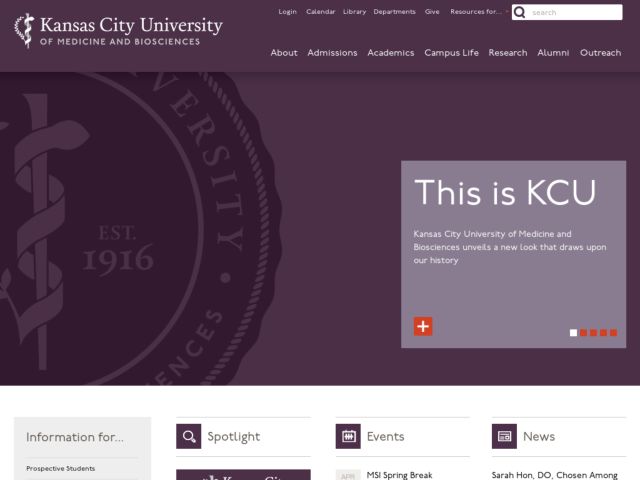 Login Calendar Library Departments Give Resources for... search
Kansas City University
OF MEDICINE AND BIOSCIENCES
About Admissions Academics Campus Life Research Alumni Outreach
UNIVERSITY
EST.
1916
This is KCU
Kansas City University of Medicine and
Biosciences unveils a new look that draws upon
our history
Information for...
Spotlight
Events
News
Prospective Students
Kansas City
APR
MSI Spring Break
Sarah Hon, DO, Chosen Among